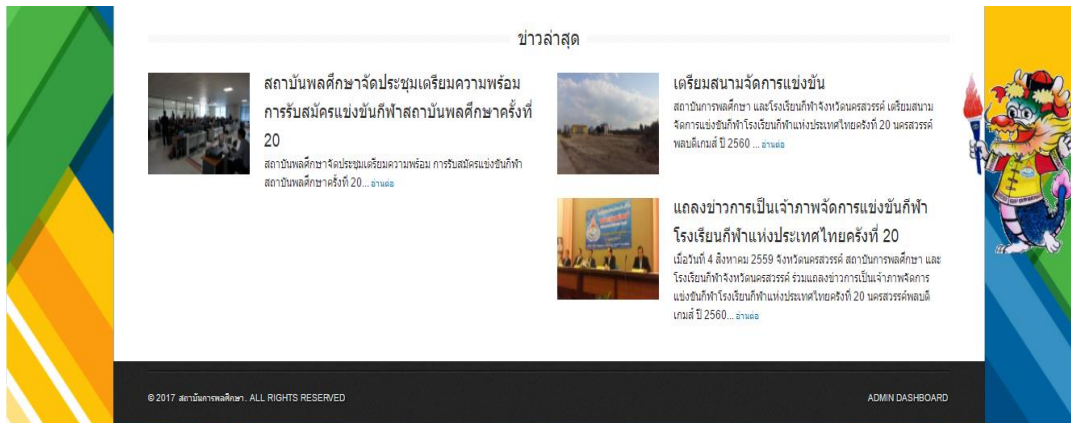 ข่าวล่าสุด
สถาบันพลศึกษาจัดประชุมเตรียมความพร้อม
การรับสมัครแข่งขันกีฬาสถาบันพลศึกษาครั้งที่
20
สถาบันพลศึกษาจัดประชุมเตรียมความพร้อม การรับสมัครแข่งขันกีฬา
สถาบันพลศึกษาครั้งที่ 20... อ่านต่อ
เตรียมสนามจัดการแข่งขัน
สถาบันการพลศึกษา และโรงเรียนกีฬาจังหวัดนครสวรรค์ เตรียมสนาม
จัดการแข่งขันกีฬาโรงเรียนกีฬาแห่งประเทศไทยครั้งที่ 20 นครสวรรค์
พลบดีเกมส์ ปี 2560 ... อ่านต่อ
แถลงข่าวการเป็นเจ้าภาพจัดการแข่งขันกีฬา
โรงเรียนกีฬาแห่งประเทศไทยครั้งที่ 20
เมื่อวันที่ 4 สิงหาคม 2559 จังหวัดนครสวรรค์ สถาบันการพลศึกษา และ
โรงเรียนกีฬาจังหวัดนครสวรรค์ ร่วมแถลงข่าวการเป็นเจ้าภาพจัดการ
แข่งขันกีฬาโรงเรียนกีฬาแห่งประเทศไทยครั้งที่ 20 นครสวรรค์พลบดี
เกมส์ ปี 2560... อ่านต่อ
© 2017 สถาบันการพลศึกษา. ALL RIGHTS RESERVED
ADMIN DASHBOARD